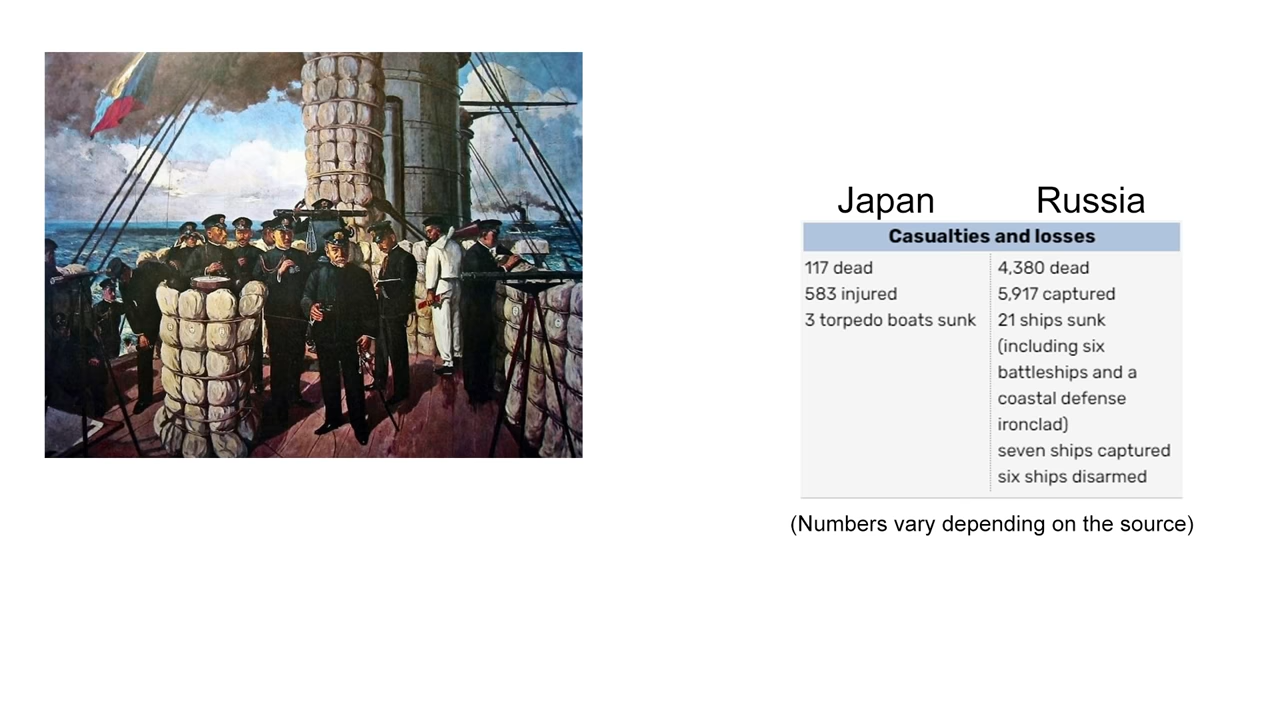 Japan Russia
Casualties and losses
117 dead
583 injured
3 torpedo boats sunk
4,380 dead
5,917 captured
21 ships sunk
(including six
battleships and a
coastal defense
ironclad)
seven ships captured
six ships disarmed
(Numbers vary depending on the source)